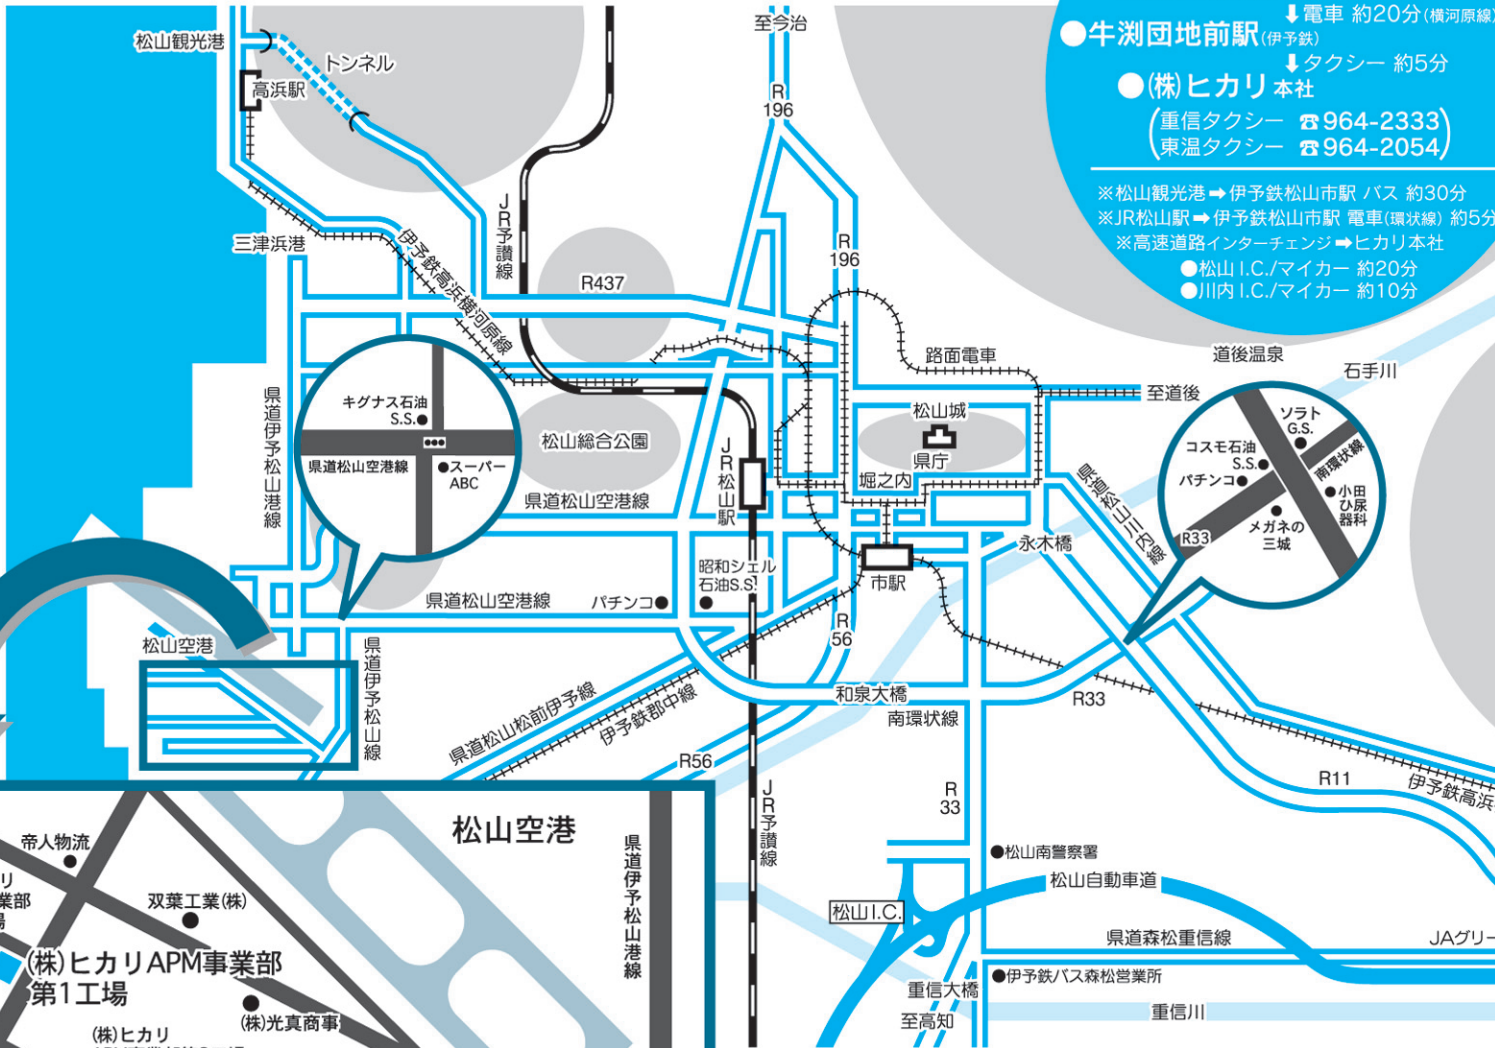 ↓電車 約20分(横河原線)
●牛渕団地前駅(伊予鉄)
↓タクシー 約5分
●(株)ヒカリ本社
(重信タクシー ☎964-2333)
(東温タクシー ☎964-2054)
※松山観光港➡伊予鉄松山市駅 バス 約30分
※JR松山駅➡伊予鉄松山市駅 電車(環状線) 約5分
※高速道路インターチェンジ➡ヒカリ本社
●松山I.C./マイカー 約20分
●川内I.C./マイカー 約10分
松山観光港
トンネル
高浜駅
至今治
R
196
JR予讃線
三津浜港
伊予鉄高浜横河原線
R437
R
196
路面電車
道後温泉
石手川
至道後
県道伊予松山港線
キグナス石油
S.S.●
県道松山空港線
●スーパー
ABC
松山総合公園
県道松山空港線
JR松山駅
松山城
県庁
堀之内
県道松山川内線
ソラト
G.S.
コスモ石油
S.S.●
南環状線
パチンコ●
●小田
ひ尿
器科
メガネの
三城
R33
永木橋
市駅
昭和シェル
石油S.S.
パチンコ●
県道松山空港線
松山空港
県道伊予松山線
R
56
和泉大橋
南環状線
R33
県道松山松前伊予線
伊予鉄郡中線
R56
R11
伊予鉄高浜
JR予讃線
R
33
●松山南警察署
松山自動車道
松山I.C.
県道森松重信線
JAグリー
●伊予鉄バス森松営業所
重信大橋
至高知
重信川
松山空港
県道伊予松山港線
帝人物流
リ
業部
場
双葉工業(株)
(株)ヒカリAPM事業部
第1工場
(株)光真商事
(株)ヒカリ